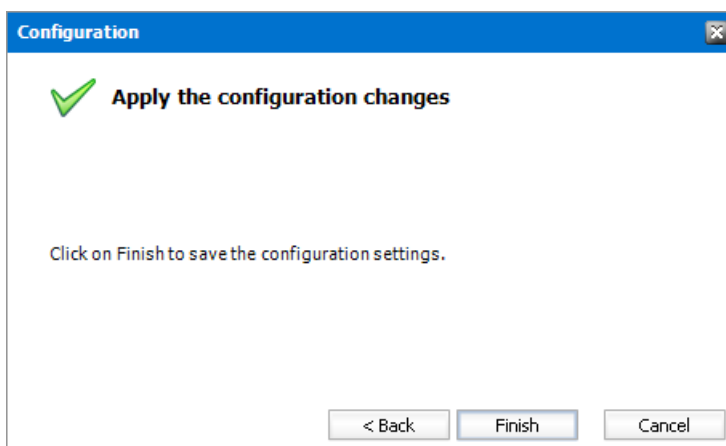 Configuration
Apply the configuration changes
Click on Finish to save the configuration settings.
< Back Finish Cancel